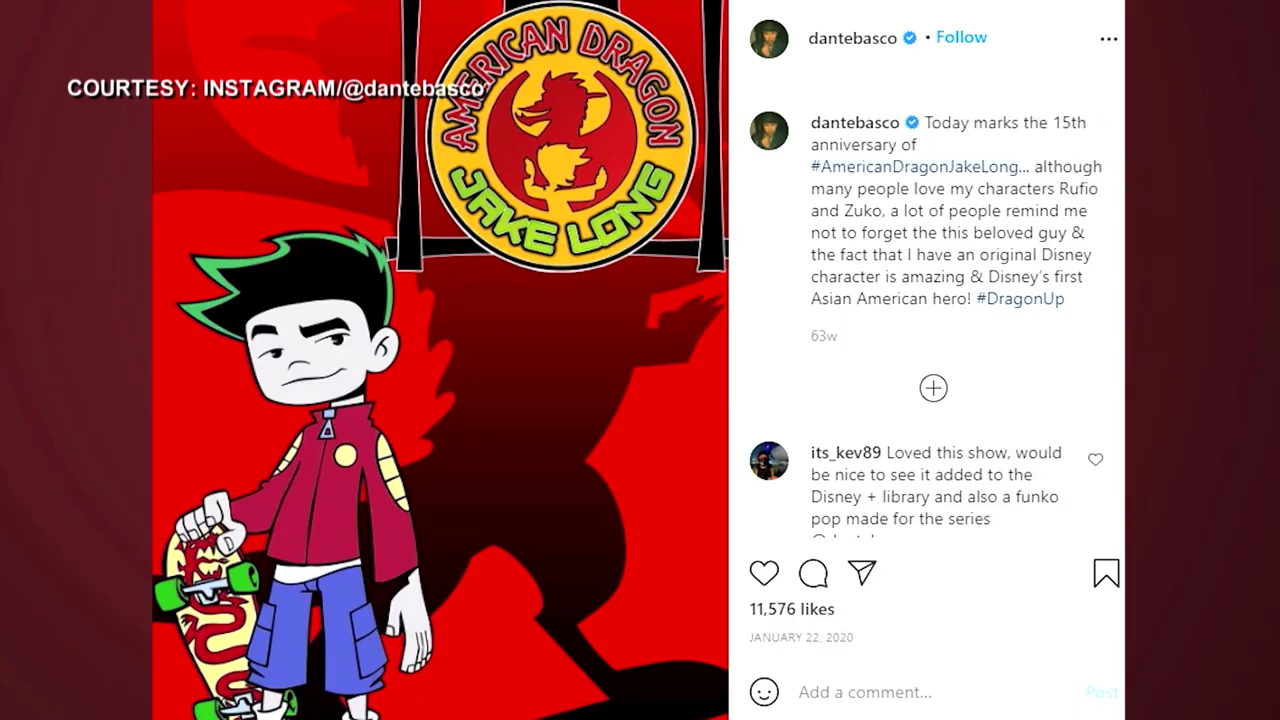 COURTESY: INSTAGRAM/@dantebasco
AMERICAN DRAGON
JAKE LONG
dantebasco • Follow
dantebasco Today marks the 15th
anniversary of
#AmericanDragonJakeLong... although
many people love my characters Rufio
and Zuko, a lot of people remind me
not to forget the this beloved guy &
the fact that I have an original Disney
character is amazing & Disney's first
Asian American hero! #DragonUp
63w
its_kev89 Loved this show, would
be nice to see it added to the
Disney + library and also a funko
pop made for the series
11,576 likes
JANUARY 22, 2020
Add a comment...
Post